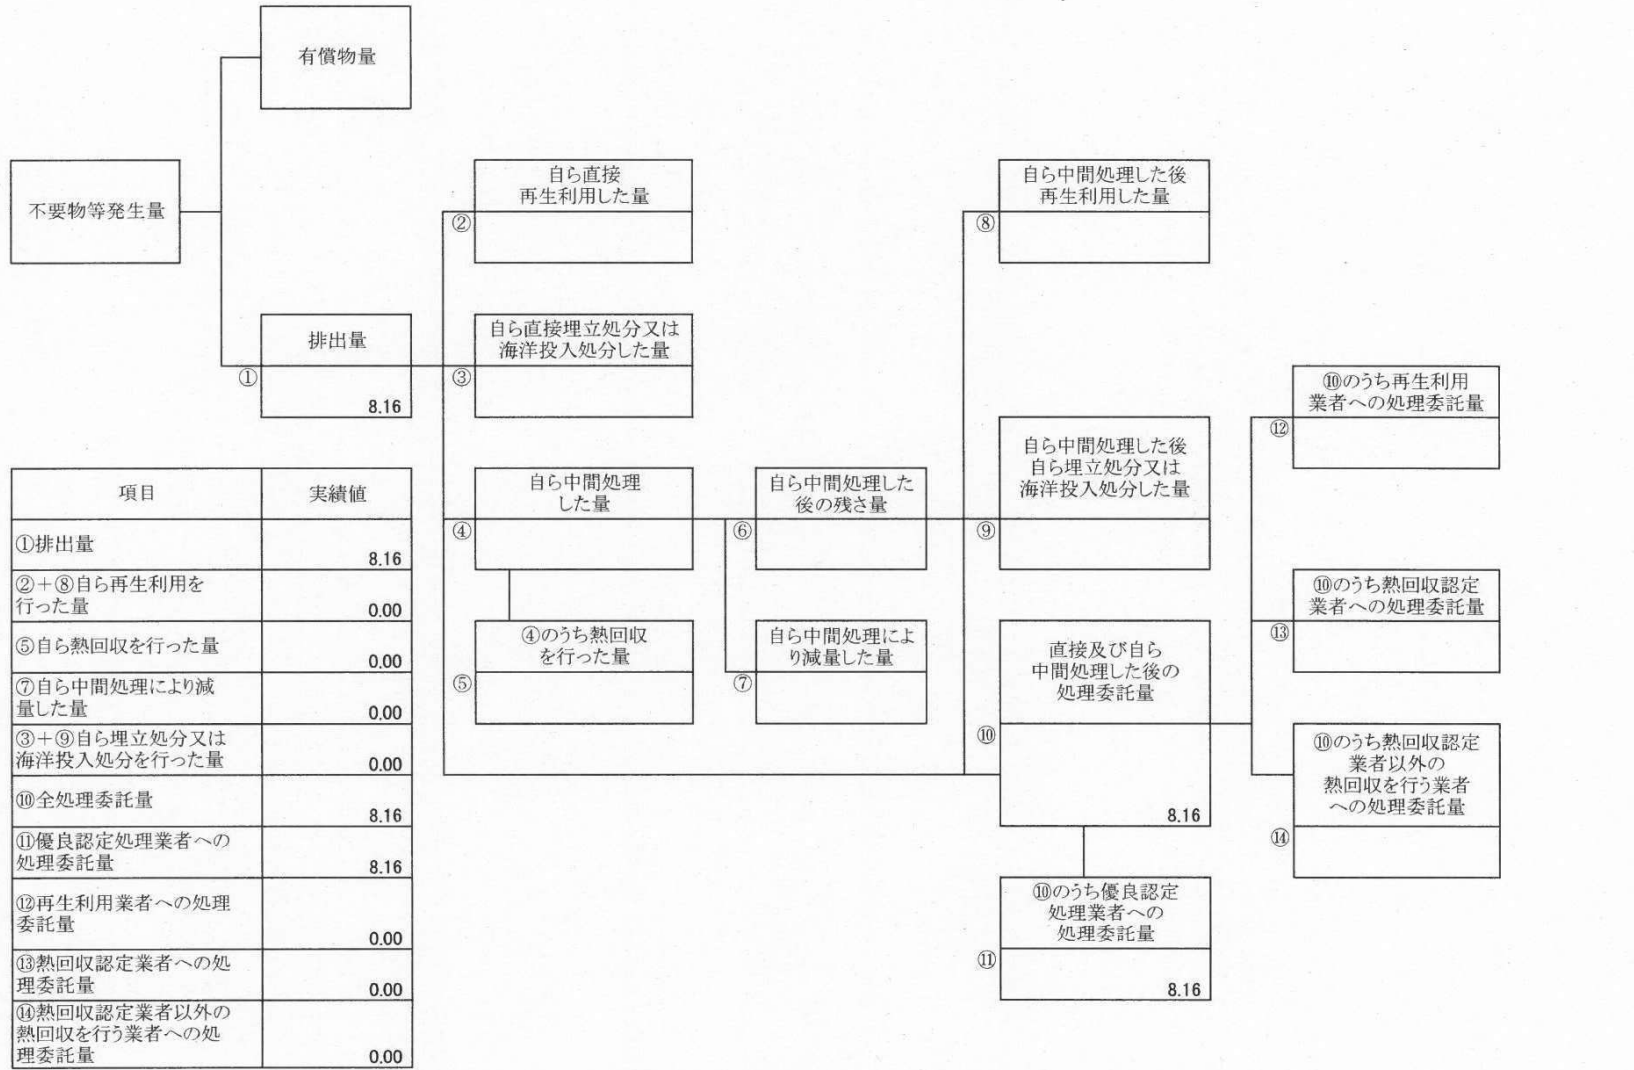 有償物量
不要物等発生量
排出量
①
8.16
自ら直接
再生利用した量
②
自ら直接埋立処分又は
海洋投入処分した量
③
自ら中間処理
した量
④
④のうち熱回収
を行った量
⑤
自ら中間処理した
後の残さ量
⑥
自ら中間処理によ
り減量した量
⑦
自ら中間処理した後
再生利用した量
⑧
自ら中間処理した後
自ら埋立処分又は
海洋投入処分した量
⑨
直接及び自ら
中間処理した後の
処理委託量
⑩
8.16
⑩のうち優良認定
処理業者への
処理委託量
⑪
8.16
⑩のうち再生利用
業者への処理委託量
⑫
⑩のうち熱回収認定
業者への処理委託量
⑬
⑩のうち熱回収認定
業者以外の
熱回収を行う業者
への処理委託量
⑭
項目 実績値
①排出量
8.16
②+⑧自ら再生利用を
行った量
0.00
⑤自ら熱回収を行った量
0.00
⑦自ら中間処理により減
量した量
0.00
③+⑨自ら埋立処分又は
海洋投入処分を行った量
0.00
⑩全処理委託量
8.16
⑪優良認定処理業者への
処理委託量
8.16
⑫再生利用業者への処理
委託量
0.00
⑬熱回収認定業者への処
理委託量
0.00
⑭熱回収認定業者以外の
熱回収を行う業者への処
理委託量
0.00